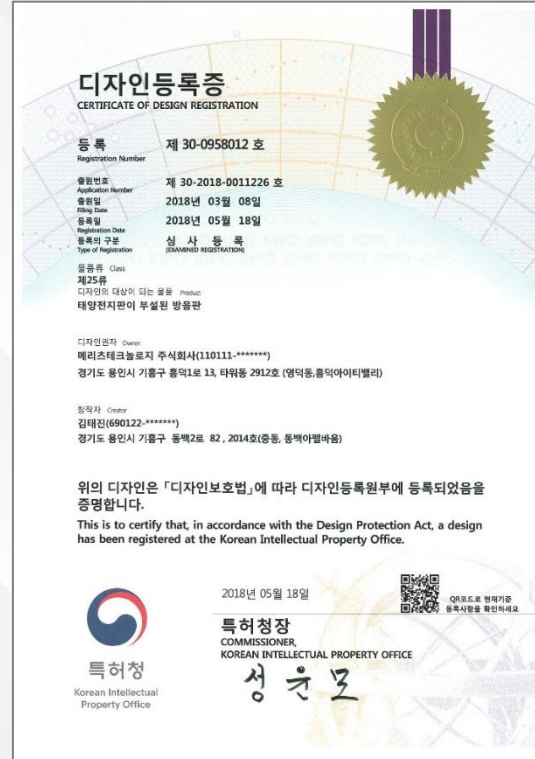 디자인등록증
CERTIFICATE OF DESIGN REGISTRATION
등 록 제 30-0958012 호
Registration Number
출원번호 제 30-2018-0011226 호
Application Number
출원일 2018년 03월 08일
Filing Date
등록일 2018년 05월 18일
Registration Date
등록의 구분 심 사 등 록
Type of Registration (EXAMINED REGISTRATION)
물품류 Class
제25류
디자인의 대상이 되는 물품 Product
태양전지판이 부설된 방음판
디자인권자 Owner
메리츠테크놀로지 주식회사(110111-*******)
경기도 용인시 기흥구 흥덕1로 13, 타워동 2912호 (영덕동,흥덕아이티밸리)
창작자 Creator
김태진(690122-*******)
경기도 용인시 기흥구 동백2로 82, 2014호(중동, 동백아펠바움)
위의 디자인은 「디자인보호법」에 따라 디자인등록원부에 등록되었음을
증명합니다.
This is to certify that, in accordance with the Design Protection Act, a design
has been registered at the Korean Intellectual Property Office.
2018년 05월 18일
QR코드로 현재기준
등록사항을 확인하세요
특허청장
COMMISSIONER,
KOREAN INTELLECTUAL PROPERTY OFFICE
성윤모
특허청
Korean Intellectual
Property Office